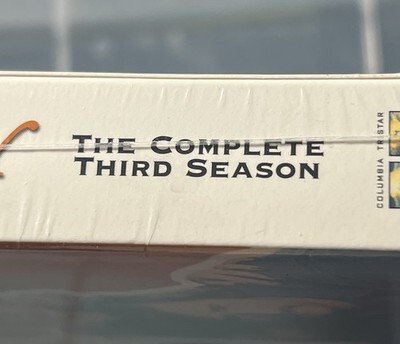 THE COMPLETE
THIRD SEASON
COLUMBIA TRISTAR